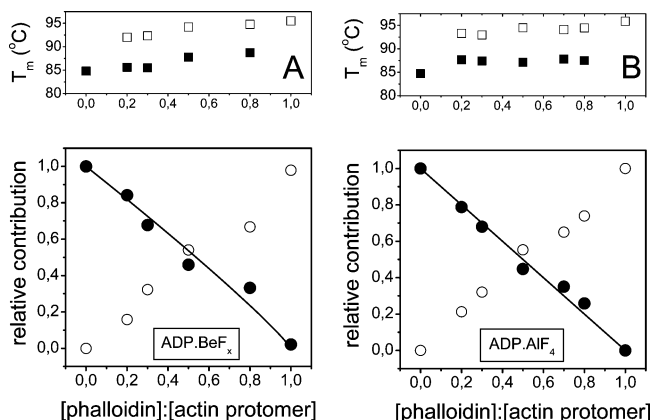 95
90
85
80
T_m (°C)
0,0 0,2 0,4 0,6 0,8 1,0
A
95
90
85
80
T_m (°C)
0,0 0,2 0,4 0,6 0,8 1,0
B
1,0
0,8
0,6
0,4
0,2
0,0
relative contribution
ADP.BeF_x
0,0 0,2 0,4 0,6 0,8 1,0
[phalloidin]:[actin protomer]
1,0
0,8
0,6
0,4
0,2
0,0
relative contribution
ADP.AlF_4
0,0 0,2 0,4 0,6 0,8 1,0
[phalloidin]:[actin protomer]